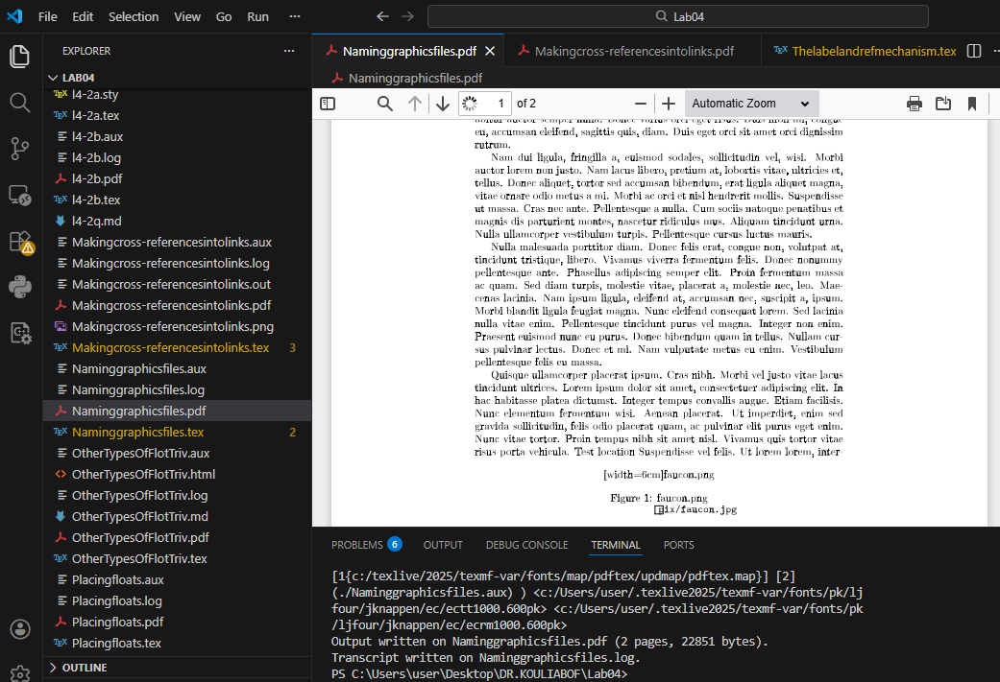 File Edit Selection View Go Run ··· Lab04
EXPLORER ···
LAB04
l4-2a.sty
l4-2a.tex
l4-2b.aux
l4-2b.log
l4-2b.pdf
l4-2b.tex
l4-2q.md
Makingcross-referencesintolinks.aux
Makingcross-referencesintolinks.log
Makingcross-referencesintolinks.out
Makingcross-referencesintolinks.pdf
Makingcross-referencesintolinks.png
Makingcross-referencesintolinks.tex 3
Naminggraphicsfiles.aux
Naminggraphicsfiles.log
Naminggraphicsfiles.pdf
Naminggraphicsfiles.tex 2
OtherTypesOfFlotTriv.aux
OtherTypesOfFlotTriv.html
OtherTypesOfFlotTriv.log
OtherTypesOfFlotTriv.md
OtherTypesOfFlotTriv.pdf
OtherTypesOfFlotTriv.tex
Placingfloats.aux
Placingfloats.log
Placingfloats.pdf
Placingfloats.tex
OUTLINE
Naminggraphicsfiles.pdf Makingcross-referencesintolinks.pdf Thelabelandrefmechanism.tex
Naminggraphicsfiles.pdf
1 of 2 Automatic Zoom
eu, accumsan eleifend, sagittis quis, diam. Duis eget orci sit amet orci dignissim
rutrum.
Nam dui ligula, fringilla a, euismod sodales, sollicitudin vel, wisi. Morbi
auctor lorem non justo. Nam lacus libero, pretium at, lobortis vitae, ultricies et,
tellus. Donec aliquet, tortor sed accumsan bibendum, erat ligula aliquet magna,
vitae ornare odio metus a mi. Morbi ac orci et nisl hendrerit mollis. Suspendisse
ut massa. Cras nec ante. Pellentesque a nulla. Cum sociis natoque penatibus et
magnis dis parturient montes, nascetur ridiculus mus. Aliquam tincidunt urna.
Nulla ullamcorper vestibulum turpis. Pellentesque cursus luctus mauris.
Nulla malesuada porttitor diam. Donec felis erat, congue non, volutpat at,
tincidunt tristique, libero. Vivamus viverra fermentum felis. Donec nonummy
pellentesque ante. Phasellus adipiscing semper elit. Proin fermentum massa
ac quam. Sed diam turpis, molestie vitae, placerat a, molestie nec, leo. Mae-
cenas lacinia. Nam ipsum ligula, eleifend at, accumsan nec, suscipit a, ipsum.
Morbi blandit ligula feugiat magna. Nunc eleifend consequat lorem. Sed lacinia
nulla vitae enim. Pellentesque tincidunt purus vel magna. Integer non enim.
Praesent euismod nunc eu purus. Donec bibendum quam in tellus. Nullam cur-
sus pulvinar lectus. Donec et mi. Nam vulputate metus eu enim. Vestibulum
pellentesque felis eu massa.
Quisque ullamcorper placerat ipsum. Cras nibh. Morbi vel justo vitae lacus
tincidunt ultrices. Lorem ipsum dolor sit amet, consectetuer adipiscing elit. In
hac habitasse platea dictumst. Integer tempus convallis augue. Etiam facilisis.
Nunc elementum fermentum wisi. Aenean placerat. Ut imperdiet, enim sed
gravida sollicitudin, felis odio placerat quam, ac pulvinar elit purus eget enim.
Nunc vitae tortor. Proin tempus nibh sit amet nisl. Vivamus quis tortor vitae
risus porta vehicula. Test location Suspendisse vel felis. Ut lorem lorem, inter-
[width=6cm]faucon.png
Figure 1: faucon.png
pix/faucon.jpg
PROBLEMS 6 OUTPUT DEBUG CONSOLE TERMINAL PORTS
[1{c:/texlive/2025/texmf-var/fonts/map/pdftex/updmap/pdftex.map}] [2]
(./Naminggraphicsfiles.aux) ) <c:/Users/user/.texlive2025/texmf-var/fonts/pk/lj
four/jknappen/ec/ectt1000.600pk> <c:/Users/user/.texlive2025/texmf-var/fonts/pk
/ljfour/jknappen/ec/ecrm1000.600pk>
Output written on Naminggraphicsfiles.pdf (2 pages, 22851 bytes).
Transcript written on Naminggraphicsfiles.log.
PS C:\Users\user\Desktop\DR.KOULIABOF\Lab04>